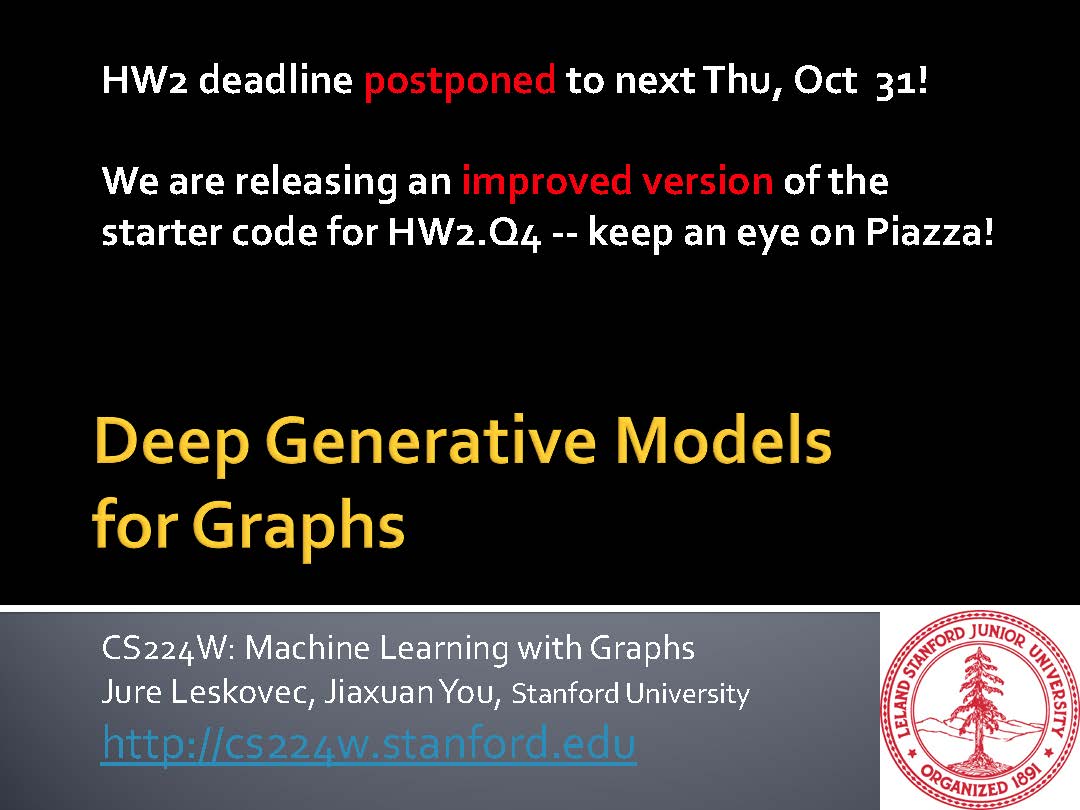 HW2 deadline postponed to next Thu, Oct 31!
We are releasing an improved version of the
starter code for HW2.Q4 -- keep an eye on Piazza!
Deep Generative Models
for Graphs
CS224W: Machine Learning with Graphs
Jure Leskovec, Jiaxuan You, Stanford University
http://cs224w.stanford.edu
LELAND STANFORD JUNIOR UNIVERSITY
ORGANIZED 1891